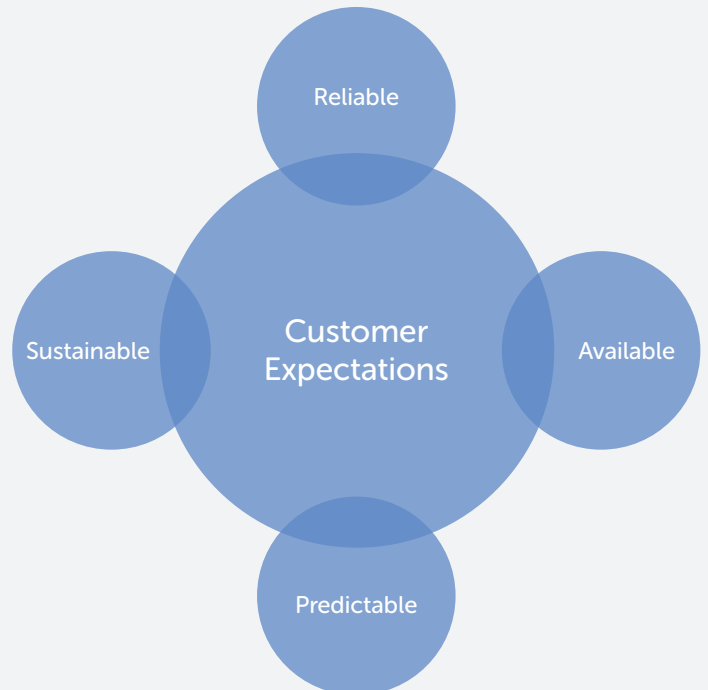 Reliable
Sustainable
Customer
Expectations
Available
Predictable